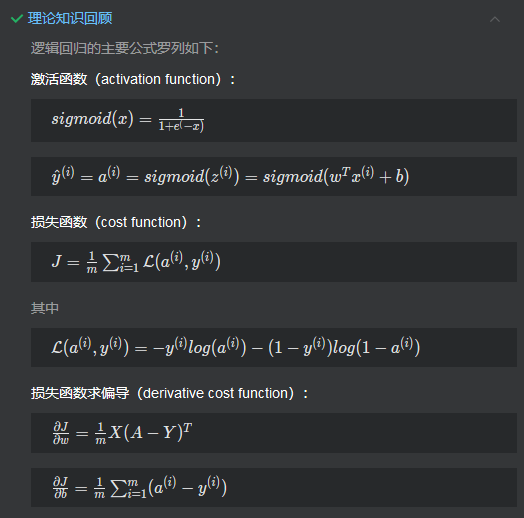 理论知识回顾
逻辑回归的主要公式罗列如下：
激活函数（activation function）：
sigmoid(x) = \frac{1}{1+e^(-x)}
\hat{y}^{(i)} = a^{(i)} = sigmoid(z^{(i)}) = sigmoid(w^T x^{(i)} + b)
损失函数（cost function）：
J = \frac{1}{m} \sum_{i=1}^{m} \mathcal{L}(a^{(i)}, y^{(i)})
其中
\mathcal{L}(a^{(i)}, y^{(i)}) = -y^{(i)} log(a^{(i)}) - (1 - y^{(i)}) log(1 - a^{(i)})
损失函数求偏导（derivative cost function）：
\frac{\partial J}{\partial w} = \frac{1}{m} X(A - Y)^T
\frac{\partial J}{\partial b} = \frac{1}{m} \sum_{i=1}^{m} (a^{(i)} - y^{(i)})